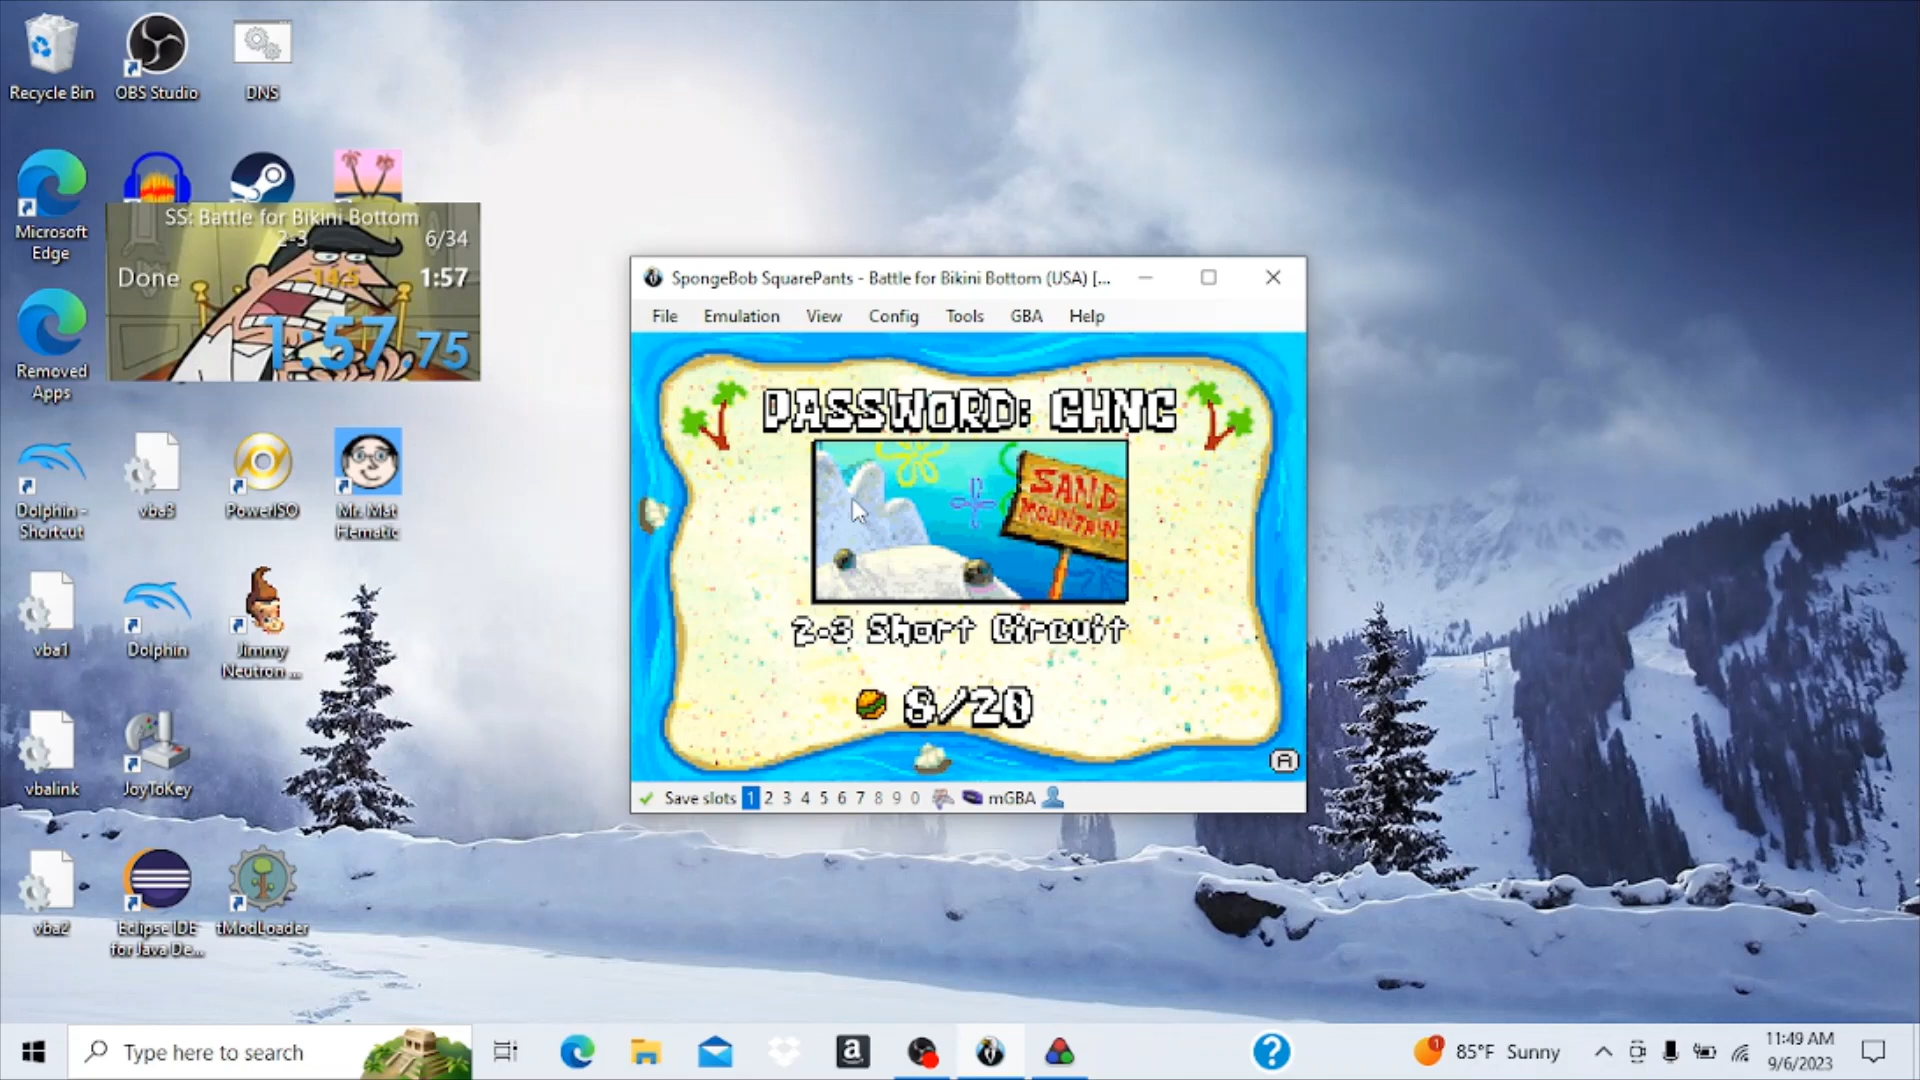 Recycle Bin
OBS Studio
DNS
Microsoft
Edge
SS: Battle for Bikini Bottom
2-3
6/34
Done
14.5
1:57
1:57.75
Removed
Apps
Dolphin -
Shortcut
vba3
PowerISO
Mr. Mat
Hematic
vba1
Dolphin
Jimmy
Neutron ...
vbalink
JoyToKey
vba2
Eclipse IDE
for Java De...
tModLoader
SpongeBob SquarePants - Battle for Bikini Bottom (USA) [...
File Emulation View Config Tools GBA Help
PASSWORD: GHNC
SAND
MOUNTAIN
2-3 Short Circuit
8/20
A
Save slots 1 2 3 4 5 6 7 8 9 0 mGBA
Type here to search
a
?
1
85°F Sunny
11:49 AM
9/6/2023